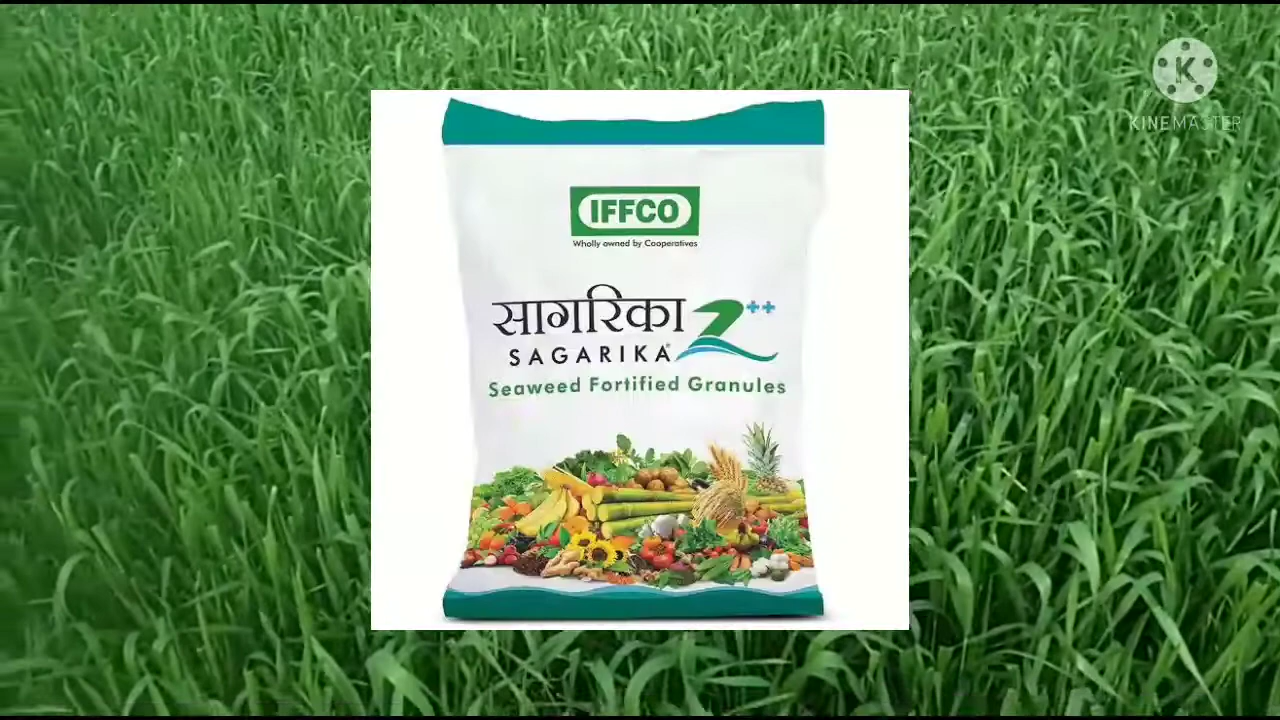 K
KINEMASTER
IFFCO
Wholly owned by Cooperatives
सागरिका Z++
SAGARIKA®
Seaweed Fortified Granules